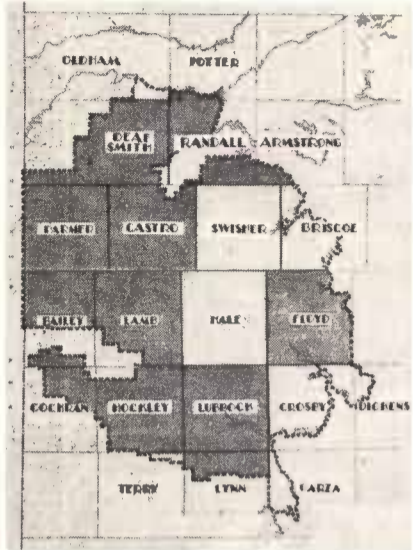 OLDHAM POTTER
DEAF SMITH RANDALL ARMSTRONG
PARMER CASTRO SWISHER BRISCOE
BAILEY LAMB HALE FLOYD
COCHRAN HOCKLEY LUBBOCK CROSBY DICKENS
TERRY LYNN GARZA